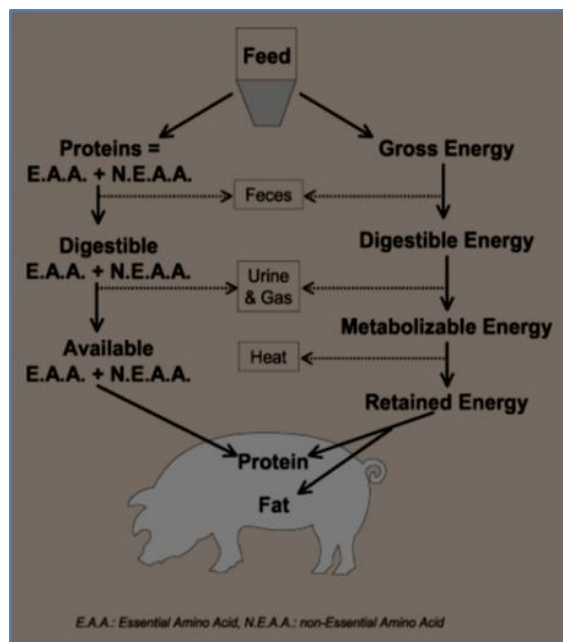 Feed
Proteins =
E.A.A. + N.E.A.A.
Gross Energy
Feces
Digestible
E.A.A. + N.E.A.A.
Digestible Energy
Urine
& Gas
Metabolizable Energy
Available
E.A.A. + N.E.A.A.
Heat
Retained Energy
Protein
Fat
E.A.A.: Essential Amino Acid, N.E.A.A.: non-Essential Amino Acid